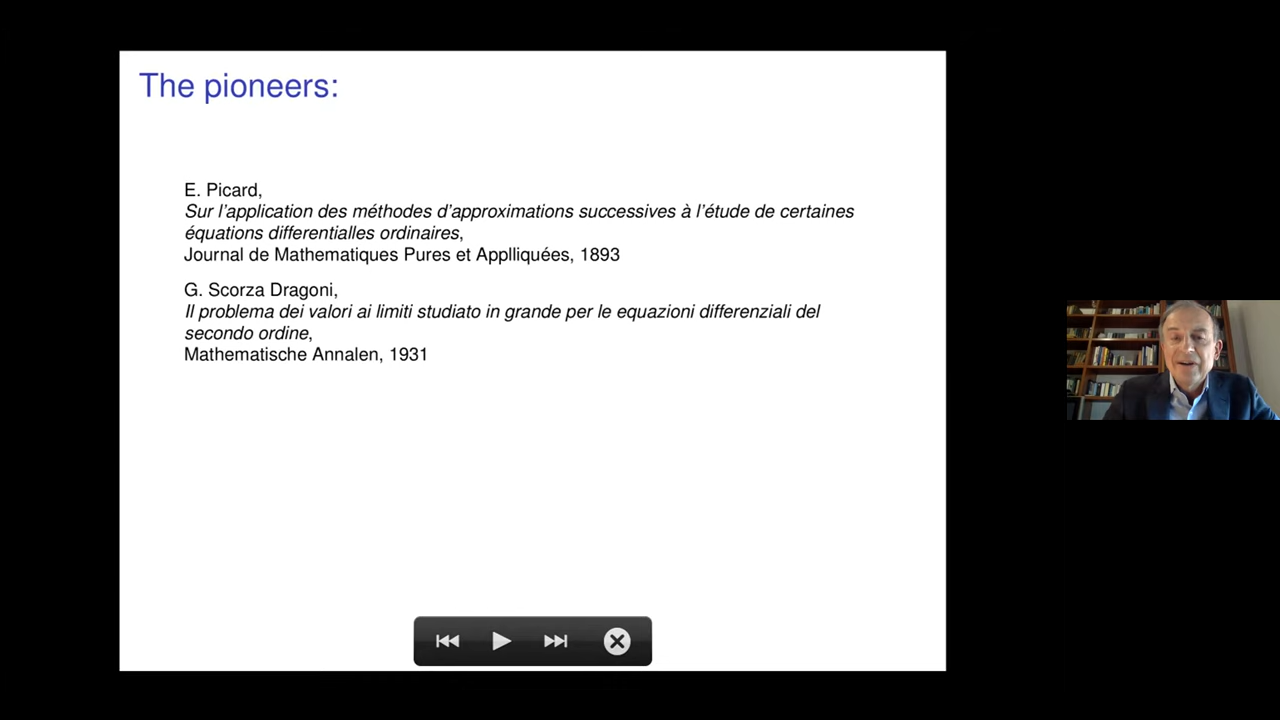 The pioneers:
E. Picard,
Sur l'application des méthodes d'approximations successives à l'étude de certaines
équations differentialles ordinaires,
Journal de Mathematiques Pures et Applliquées, 1893
G. Scorza Dragoni,
Il problema dei valori ai limiti studiato in grande per le equazioni differenziali del
secondo ordine,
Mathematische Annalen, 1931